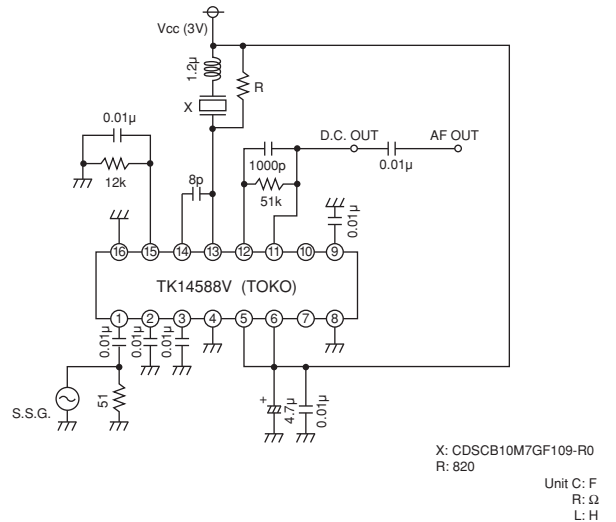 Vcc (3V)
1.2µ
R
X
0.01µ
12k
D.C. OUT
AF OUT
1000p
0.01µ
51k
8p
0.01µ
16 15 14 13 12 11 10 9
TK14588V (TOKO)
1 2 3 4 5 6 7 8
0.01µ
0.01µ
0.01µ
S.S.G.
51
+
4.7µ
0.01µ
X: CDSCB10M7GF109-R0
R: 820
Unit C: F
R: Ω
L: H